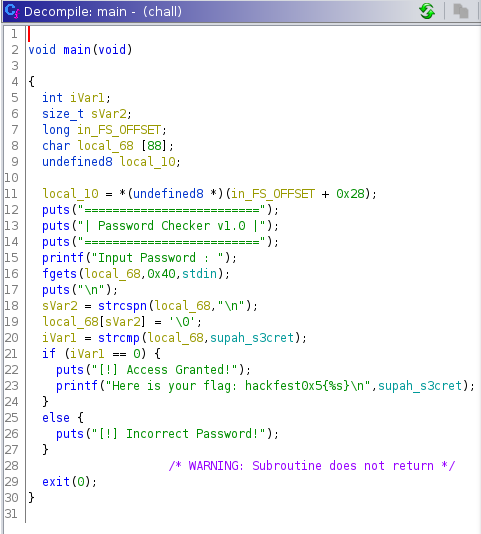 Decompile: main - (chall)
1
2 void main(void)
3
4 {
5 int iVar1;
6 size_t sVar2;
7 long in_FS_OFFSET;
8 char local_68 [88];
9 undefined8 local_10;
10
11 local_10 = *(undefined8 *)(in_FS_OFFSET + 0x28);
12 puts("=========================");
13 puts("| Password Checker v1.0 |");
14 puts("=========================");
15 printf("Input Password : ");
16 fgets(local_68,0x40,stdin);
17 puts("\n");
18 sVar2 = strcspn(local_68,"\n");
19 local_68[sVar2] = '\0';
20 iVar1 = strcmp(local_68,supah_s3cret);
21 if (iVar1 == 0) {
22 puts("[!] Access Granted!");
23 printf("Here is your flag: hackfest0x5{%s}\n",supah_s3cret);
24 }
25 else {
26 puts("[!] Incorrect Password!");
27 }
28 /* WARNING: Subroutine does not return */
29 exit(0);
30 }
31